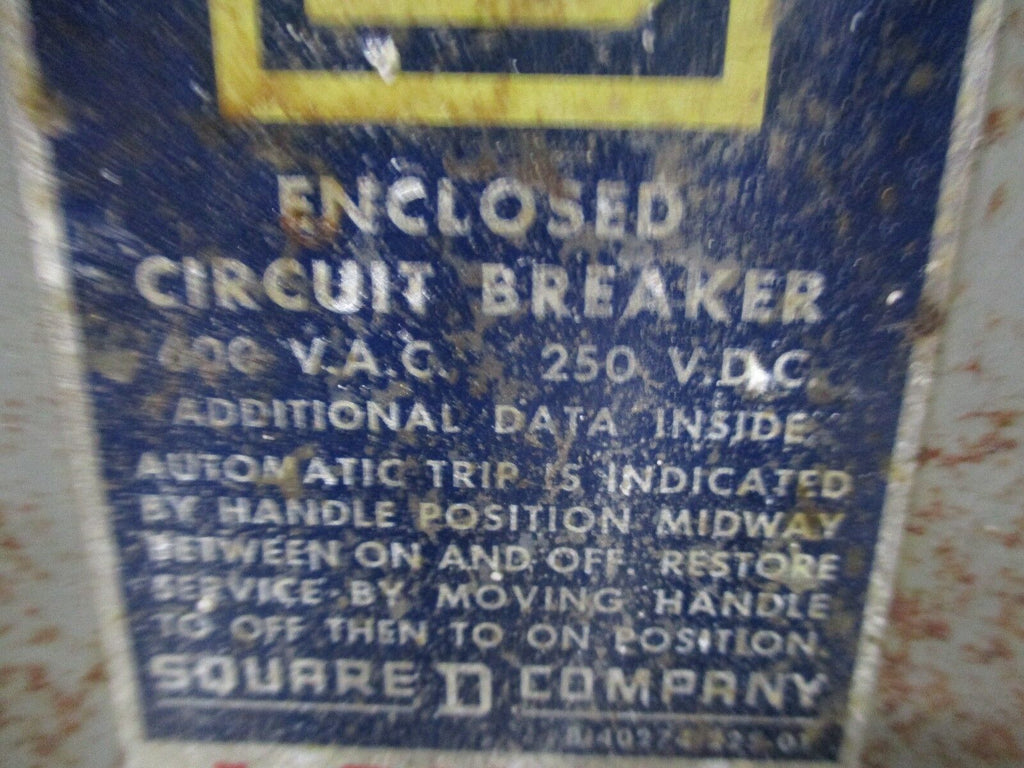 ENCLOSED
CIRCUIT BREAKER
600 V.A.C. 250 V.D.C.
ADDITIONAL DATA INSIDE
AUTOMATIC TRIP IS INDICATED
BY HANDLE POSITION MIDWAY
BETWEEN ON AND OFF. RESTORE
SERVICE BY MOVING HANDLE
TO OFF THEN TO ON POSITION.
SQUARE D COMPANY